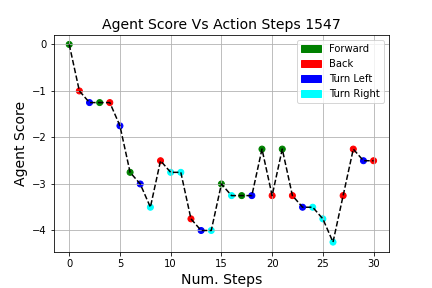 Agent Score Vs Action Steps 1547
Agent Score
0
−1
−2
−3
−4
Forward
Back
Turn Left
Turn Right
0 5 10 15 20 25 30
Num. Steps